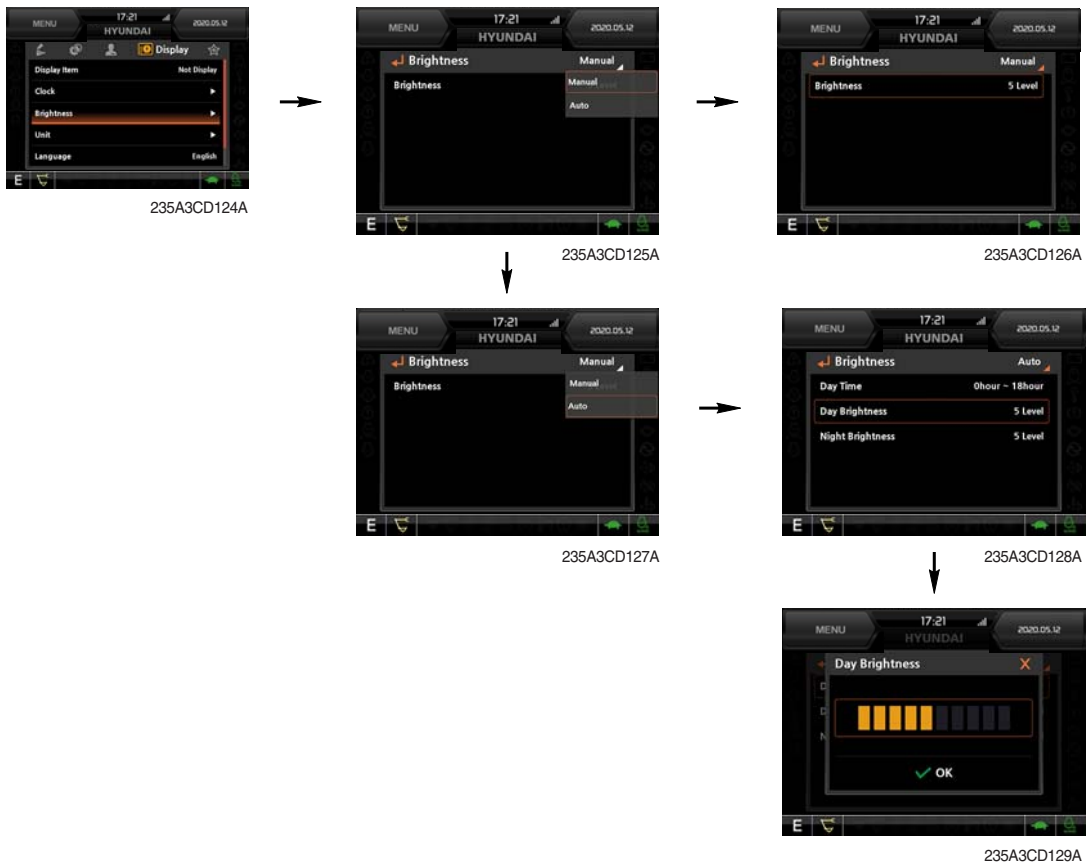 MENU 17:21 2020.05.12
HYUNDAI
Display
Display Item Not Display
Clock
Brightness
Unit
Language English
E
235A3CD124A
MENU 17:21 2020.05.12
HYUNDAI
Brightness Manual
Brightness Manual
Auto
E
235A3CD125A
MENU 17:21 2020.05.12
HYUNDAI
Brightness Manual
Brightness 5 Level
E
235A3CD126A
MENU 17:21 2020.05.12
HYUNDAI
Brightness Manual
Brightness Manual
Auto
E
235A3CD127A
MENU 17:21 2020.05.12
HYUNDAI
Brightness Auto
Day Time 0hour ~ 18hour
Day Brightness 5 Level
Night Brightness 5 Level
E
235A3CD128A
MENU 17:21 2020.05.12
HYUNDAI
Day Brightness X
OK
E
235A3CD129A